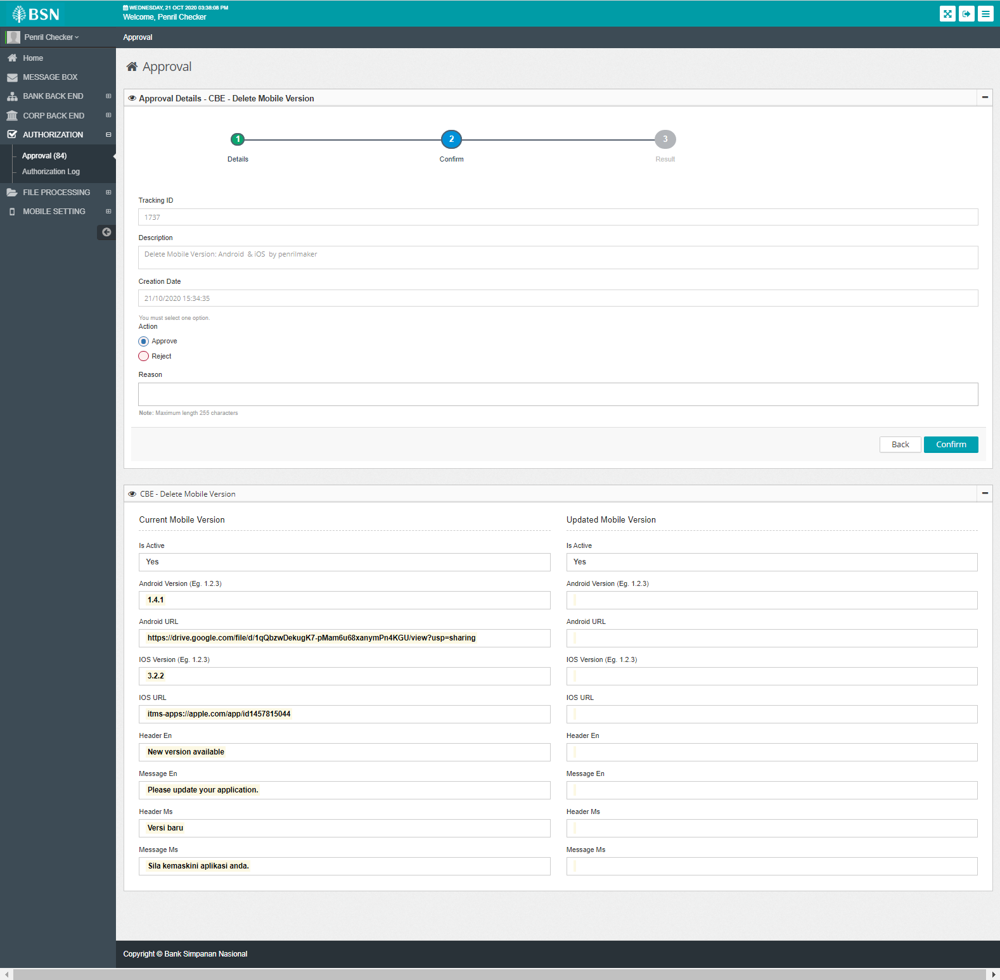 BSN
WEDNESDAY, 21 OCT 2020 03:38:08 PM
Welcome, Penril Checker
Penril Checker
Approval
Home
MESSAGE BOX
BANK BACK END
CORP BACK END
AUTHORIZATION
Approval (84)
Authorization Log
FILE PROCESSING
MOBILE SETTING
Approval
Approval Details - CBE - Delete Mobile Version
1 2 3
Details Confirm Result
Tracking ID
1737
Description
Delete Mobile Version: Android & iOS by penrilmaker
Creation Date
21/10/2020 15:34:35
You must select one option.
Action
Approve
Reject
Reason
Note: Maximum length 255 characters
Back Confirm
CBE - Delete Mobile Version
Current Mobile Version
Is Active
Yes
Android Version (Eg. 1.2.3)
1.4.1
Android URL
https://drive.google.com/file/d/1qQbzwDekugK7-pMam6u68xanymPn4KGU/view?usp=sharing
IOS Version (Eg. 1.2.3)
3.2.2
IOS URL
itms-apps://apple.com/app/id1457815044
Header En
New version available
Message En
Please update your application.
Header Ms
Versi baru
Message Ms
Sila kemaskini aplikasi anda.
Updated Mobile Version
Is Active
Yes
Android Version (Eg. 1.2.3)
Android URL
IOS Version (Eg. 1.2.3)
IOS URL
Header En
Message En
Header Ms
Message Ms
Copyright © Bank Simpanan Nasional